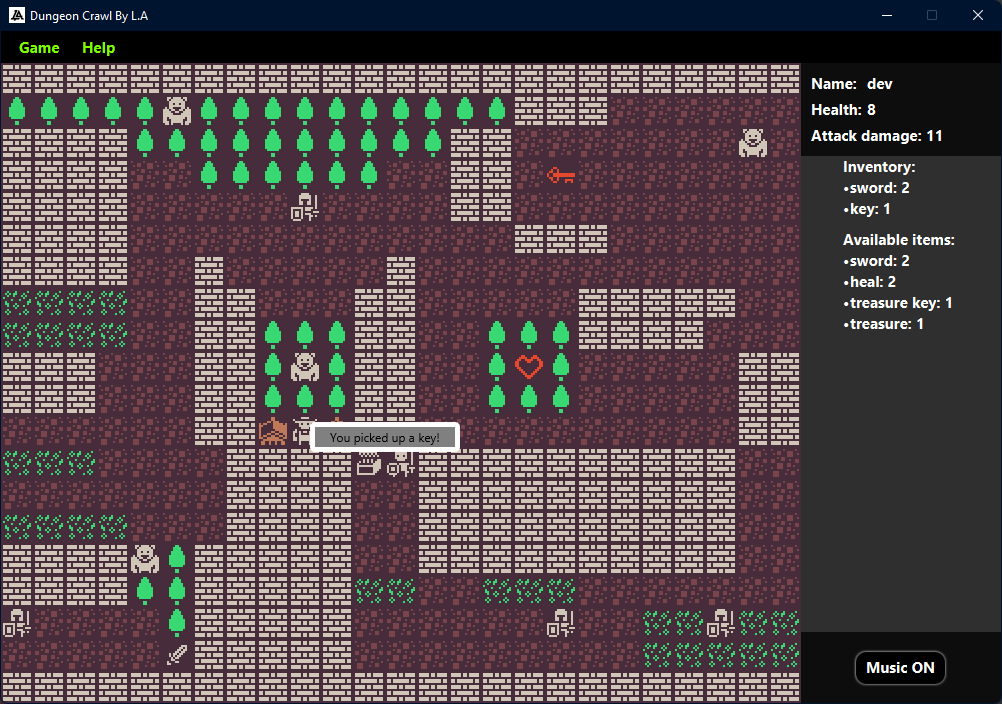 Dungeon Crawl By L.A
Game Help
Name: dev
Health: 8
Attack damage: 11
Inventory:
•sword: 2
•key: 1
Available items:
•sword: 2
•heal: 2
•treasure key: 1
•treasure: 1
You picked up a key!
Music ON